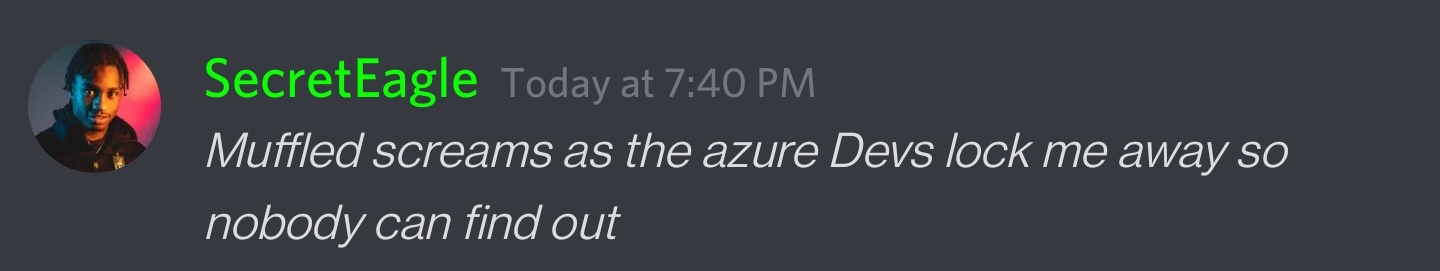 SecretEagle Today at 7:40 PM
Muffled screams as the azure Devs lock me away so
nobody can find out